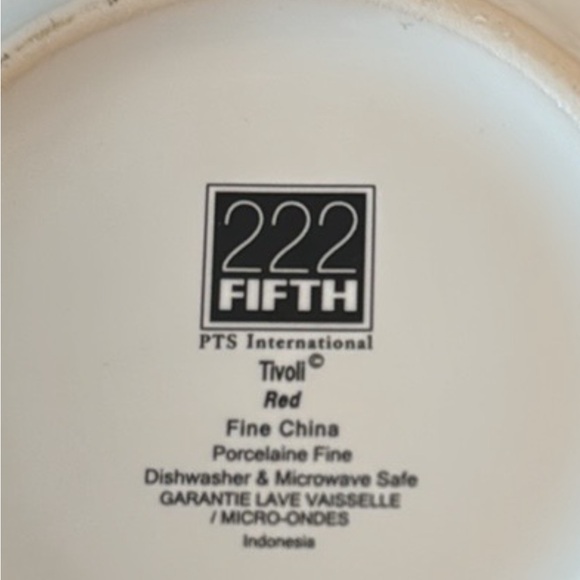 222
FIFTH
PTS International
Tivoli©
Red
Fine China
Porcelaine Fine
Dishwasher & Microwave Safe
GARANTIE LAVE VAISSELLE
/ MICRO-ONDES
Indonesia